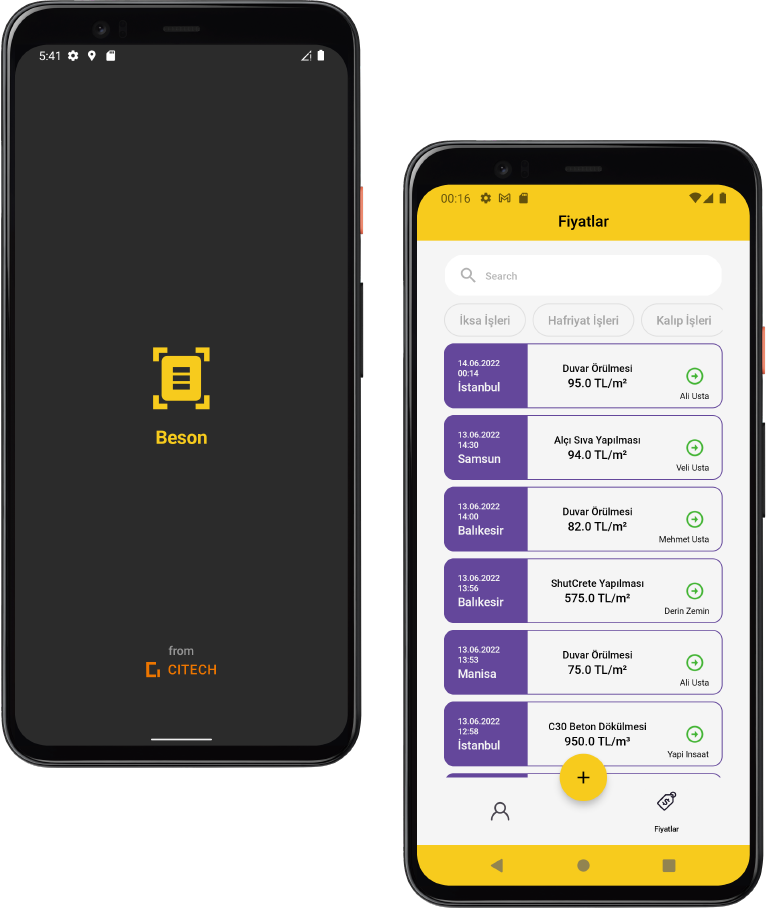 5:41
Beson
from
CITECH
00:16
Fiyatlar
Search
İksa İşleri
Hafriyat İşleri
Kalıp İşleri
14.06.2022
00:14
İstanbul
Duvar Örülmesi
95.0 TL/m²
Ali Usta
13.06.2022
14:30
Samsun
Alçı Sıva Yapılması
94.0 TL/m²
Veli Usta
13.06.2022
14:00
Balıkesir
Duvar Örülmesi
82.0 TL/m²
Mehmet Usta
13.06.2022
13:56
Balıkesir
ShutCrete Yapılması
575.0 TL/m²
Derin Zemin
13.06.2022
13:53
Manisa
Duvar Örülmesi
75.0 TL/m²
Ali Usta
13.06.2022
12:58
İstanbul
C30 Beton Dökülmesi
950.0 TL/m³
Yapi Insaat
+
Fiyatlar